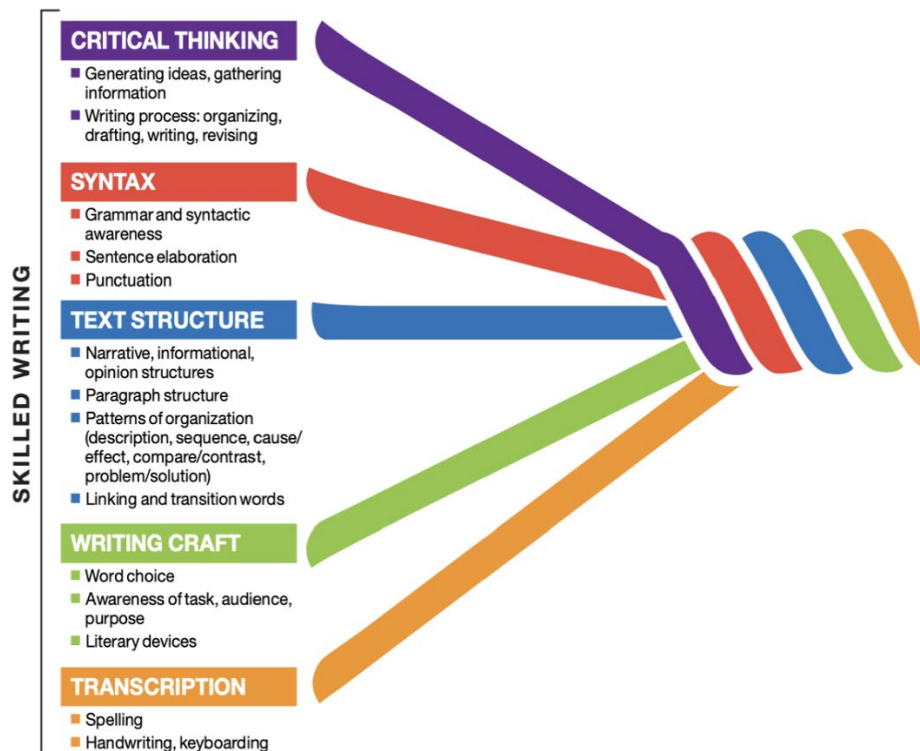 SKILLED WRITING
CRITICAL THINKING
Generating ideas, gathering
information
Writing process: organizing,
drafting, writing, revising
SYNTAX
Grammar and syntactic
awareness
Sentence elaboration
Punctuation
TEXT STRUCTURE
Narrative, informational,
opinion structures
Paragraph structure
Patterns of organization
(description, sequence, cause/
effect, compare/contrast,
problem/solution)
Linking and transition words
WRITING CRAFT
Word choice
Awareness of task, audience,
purpose
Literary devices
TRANSCRIPTION
Spelling
Handwriting, keyboarding